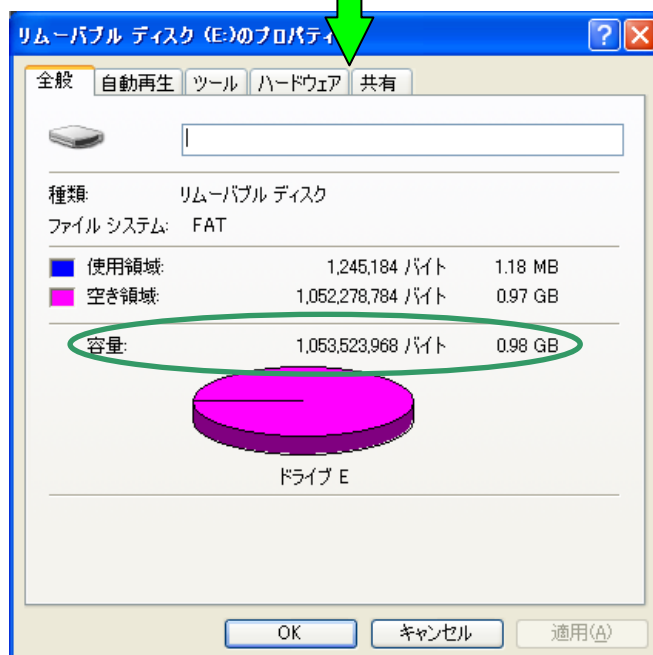 リムーバブル ディスク (E:)のプロパティ
全般 自動再生 ツール ハードウェア 共有
種類: リムーバブル ディスク
ファイル システム: FAT
使用領域: 1,245,184 バイト 1.18 MB
空き領域: 1,052,278,784 バイト 0.97 GB
容量: 1,053,523,968 バイト 0.98 GB
ドライブ E
OK キャンセル 適用(A)